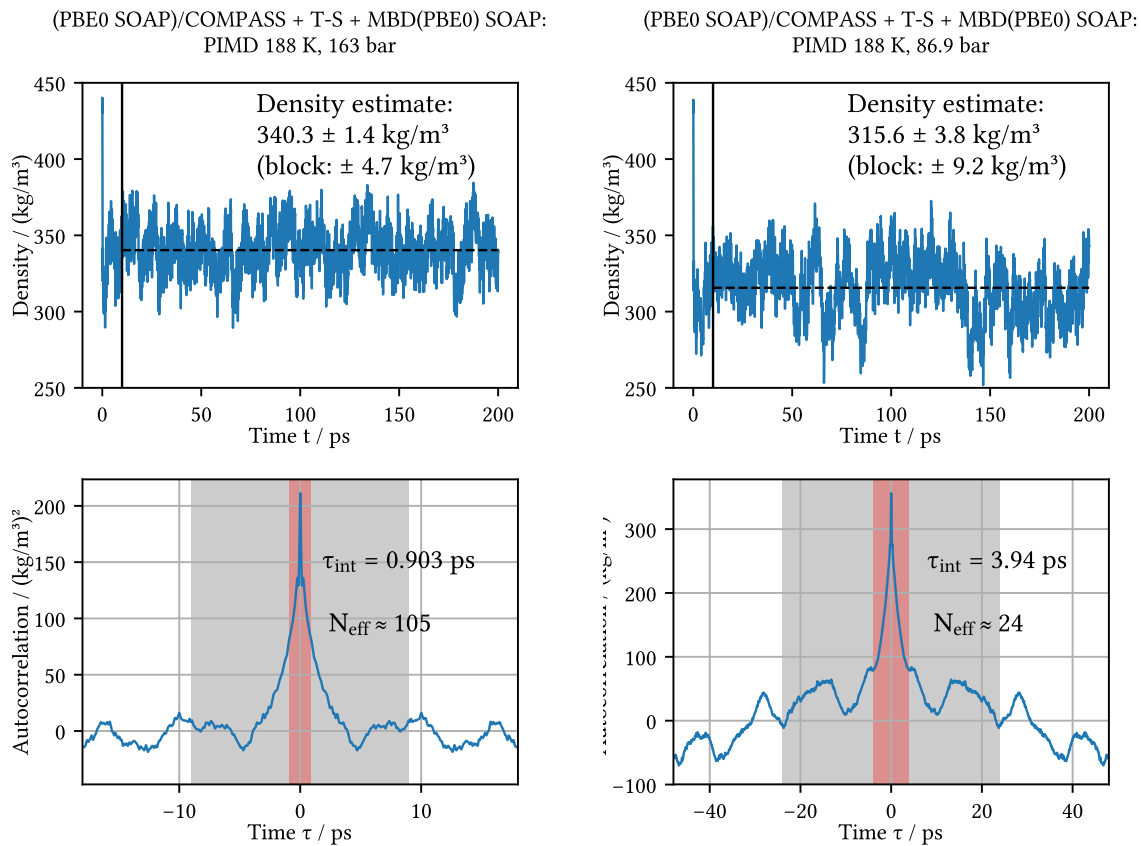 (PBE0 SOAP)/COMPASS + T-S + MBD(PBE0) SOAP:
PIMD 188 K, 163 bar
450
400
350
300
250
Density / (kg/m³)
Density estimate:
340.3 ± 1.4 kg/m³
(block: ± 4.7 kg/m³)
0 50 100 150 200
Time t / ps
(PBE0 SOAP)/COMPASS + T-S + MBD(PBE0) SOAP:
PIMD 188 K, 86.9 bar
450
400
350
300
250
Density / (kg/m³)
Density estimate:
315.6 ± 3.8 kg/m³
(block: ± 9.2 kg/m³)
0 50 100 150 200
Time t / ps
200
150
100
50
0
Autocorrelation / (kg/m³)²
τint = 0.903 ps
Neff ≈ 105
−10 0 10
Time τ / ps
300
200
100
0
−100
τint = 3.94 ps
Neff ≈ 24
−40 −20 0 20 40
Time τ / ps